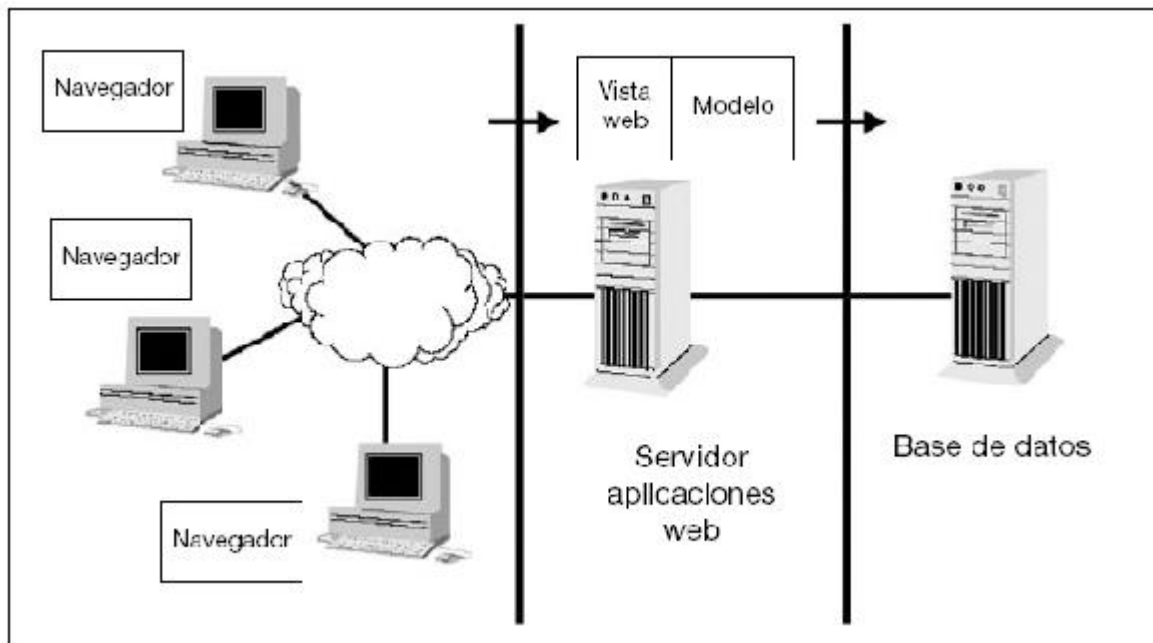 Navegador
Navegador
Navegador
Vista
web
Modelo
Servidor
aplicaciones
web
Base de datos